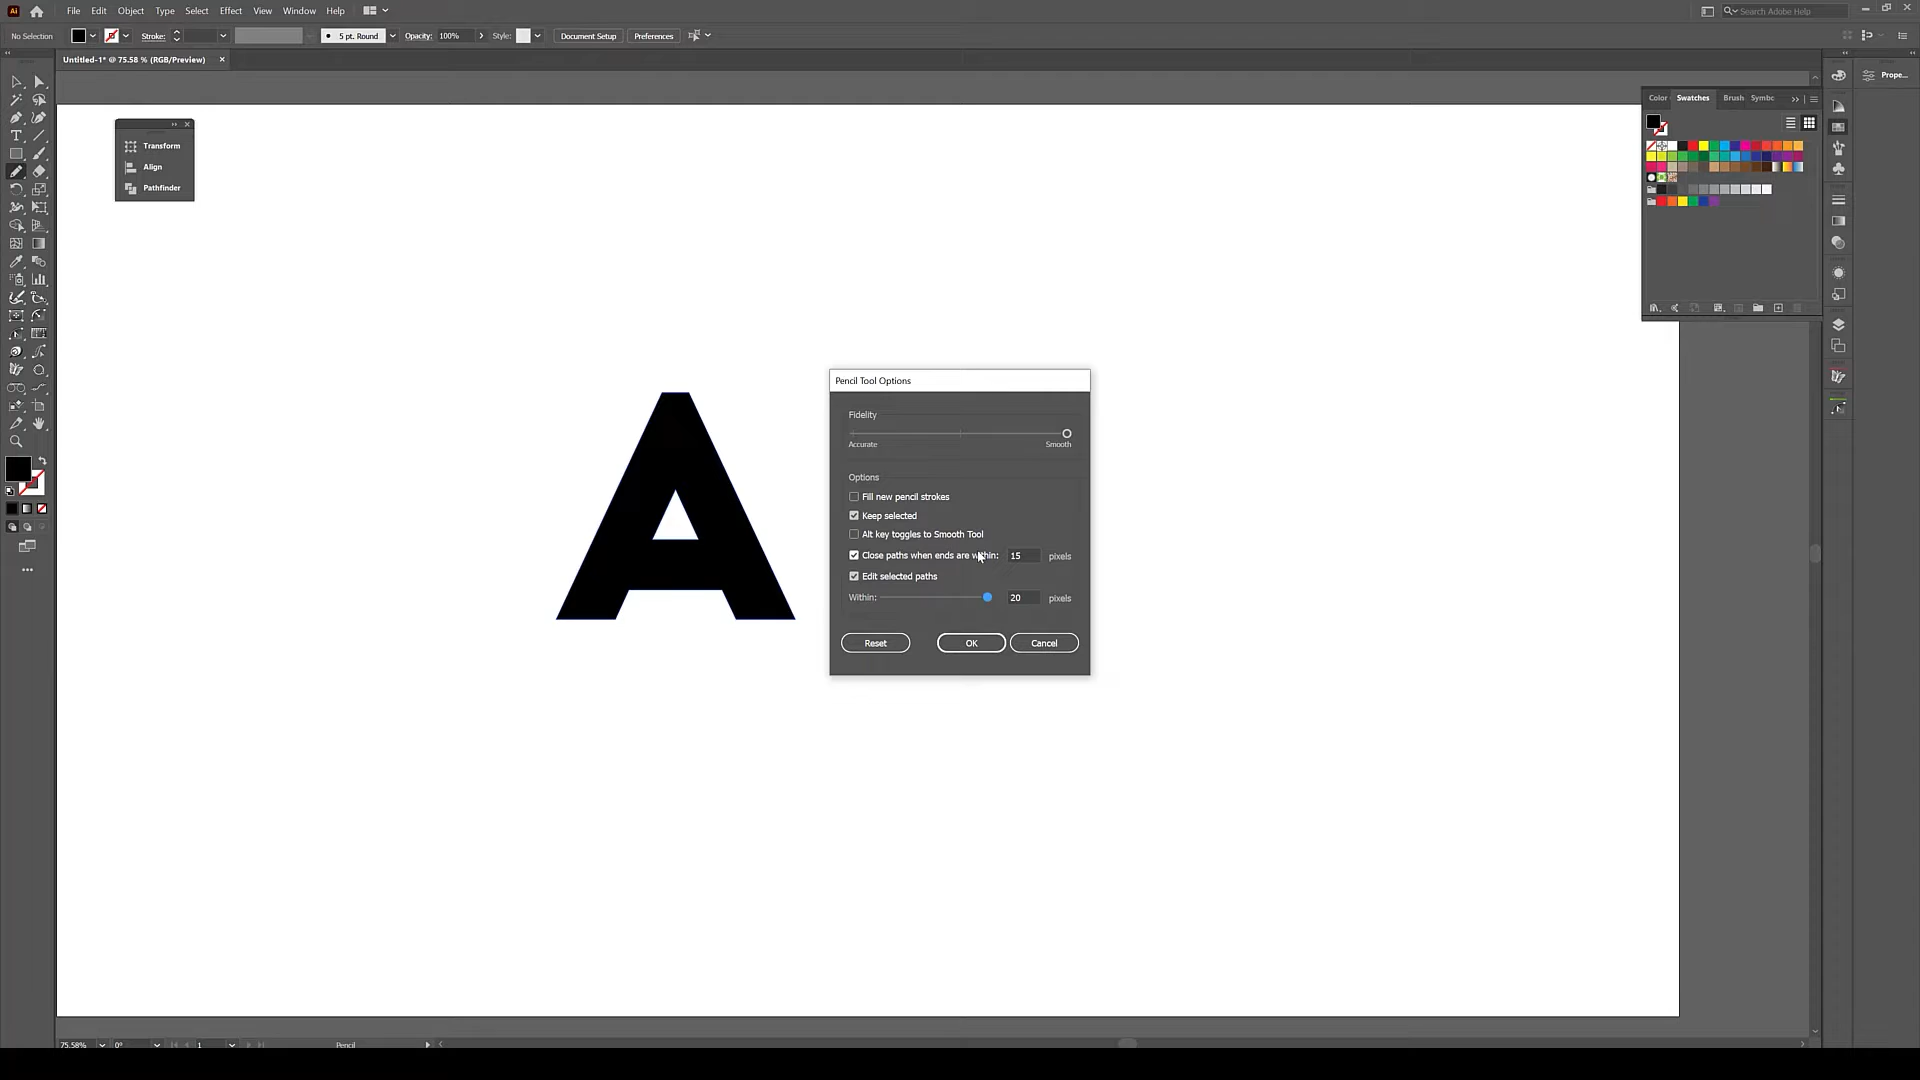 Ai File Edit Object Type Select Effect View Window Help Search Adobe Help
No Selection Stroke: 5 pt. Round Opacity: 100% Style: Document Setup Preferences
Untitled-1* @ 75.58 % (RGB/Preview) ×
Prope...
Color Swatches Brush Symbc
Transform
Align
Pathfinder
A
Pencil Tool Options
Fidelity
Accurate Smooth
Options
Fill new pencil strokes
Keep selected
Alt key toggles to Smooth Tool
Close paths when ends are within: 15 pixels
Edit selected paths
Within: 20 pixels
Reset OK Cancel
75.58% 0° 1 Pencil